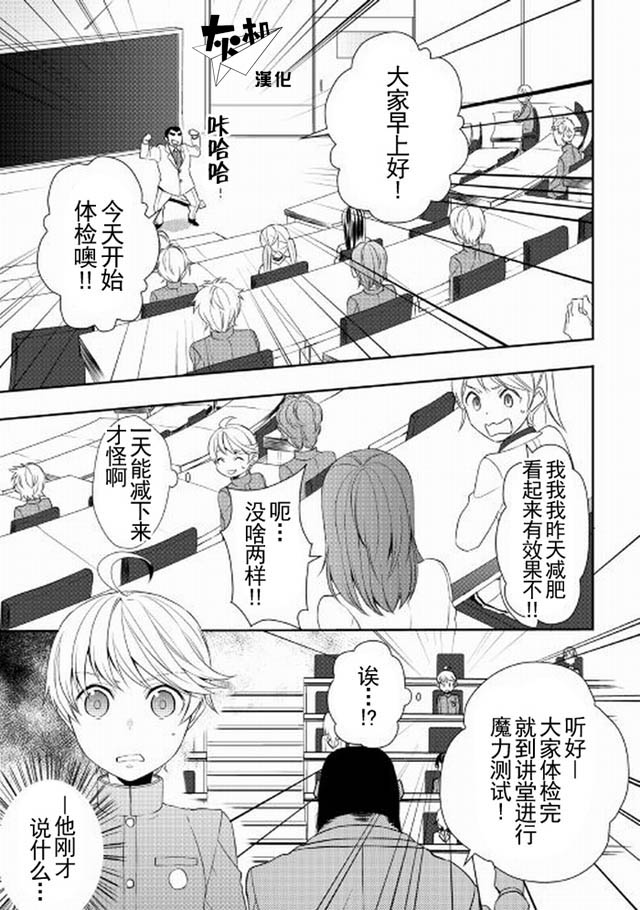 大灰机
漢化
大家早上好！
咔哈哈！
今天开始
体检噢!!
我我我昨天减肥
看起来有效果不!!
呃…
没啥两样!!
一天能减下来
才怪啊
听好—
大家体检完
就到讲堂进行
魔力测试！
诶…!?
—他刚才
说什么…